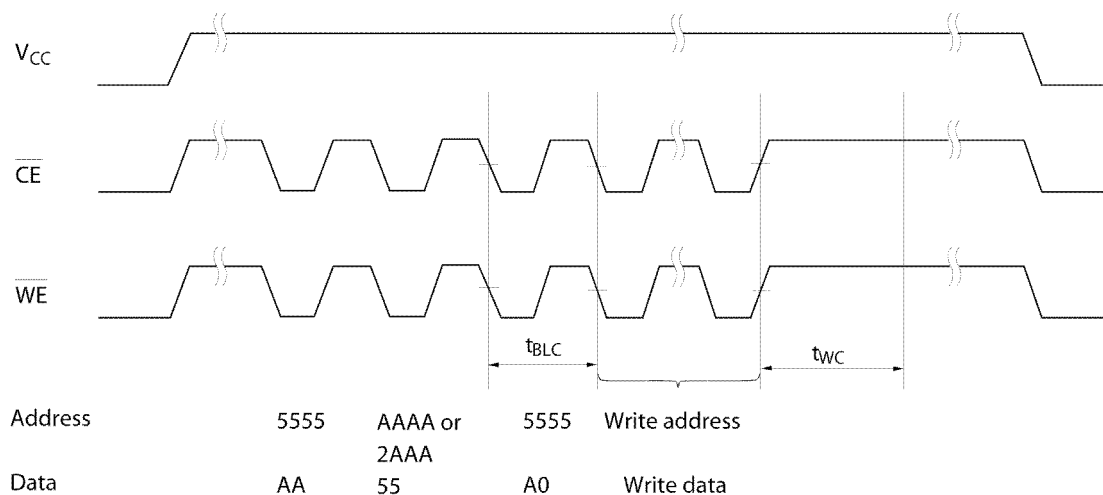 VCC
CE
WE
tBLC
tWC
Address 5555 AAAA or 5555 Write address
2AAA
Data AA 55 A0 Write data